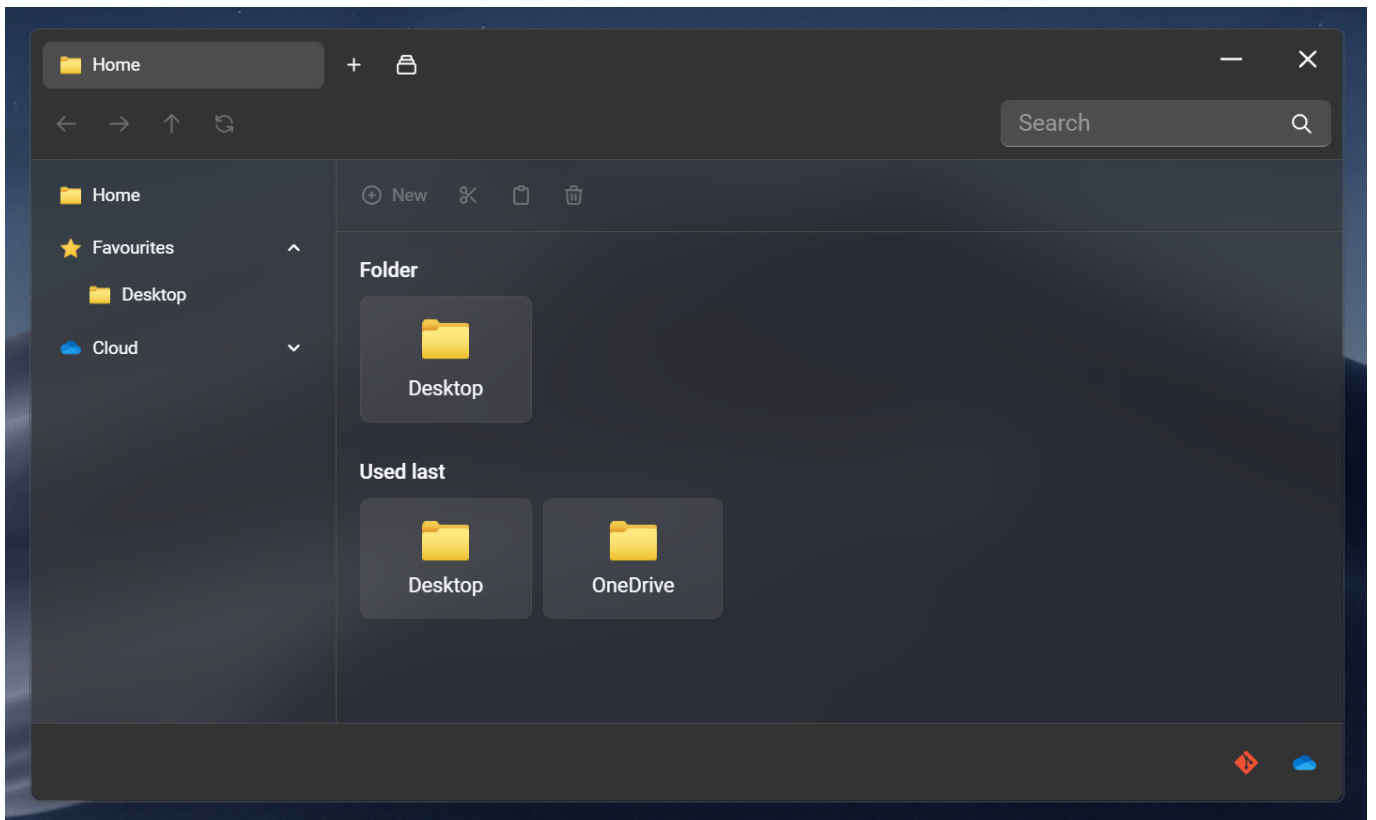 Home
Search
Home
New
Favourites
Folder
Desktop
Cloud
Desktop
Used last
Desktop
OneDrive